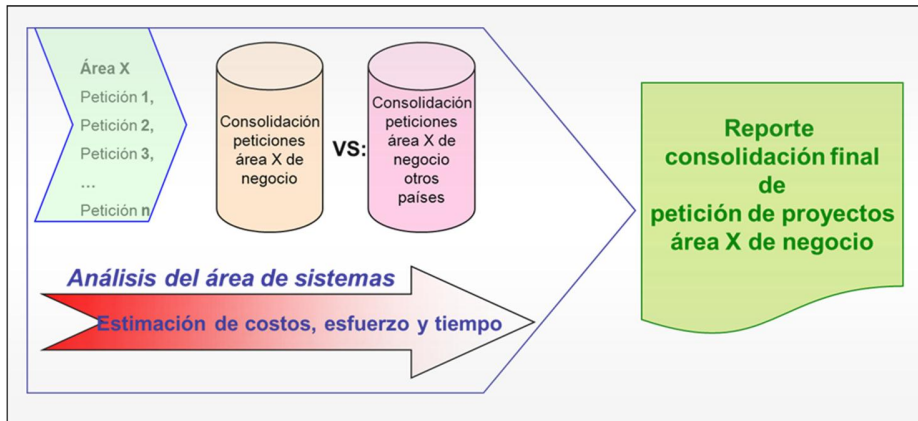 Área X
Petición 1,
Petición 2,
Petición 3,
...
Petición n
Consolidación
peticiones
área X de
negocio
VS:
Consolidación
peticiones
área X de
negocio
otros
países
Análisis del área de sistemas
Estimación de costos, esfuerzo y tiempo
Reporte
consolidación final
de
petición de proyectos
área X de negocio